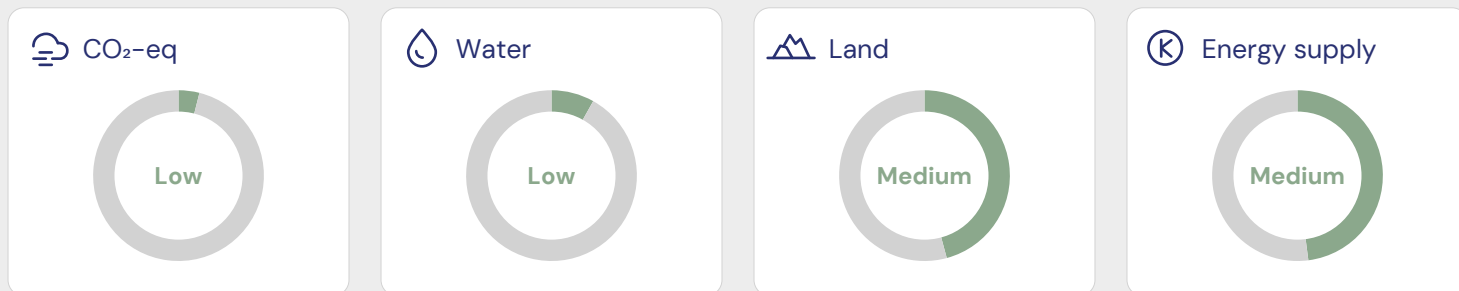 CO₂-eq
Low
Water
Low
Land
Medium
Energy supply
Medium